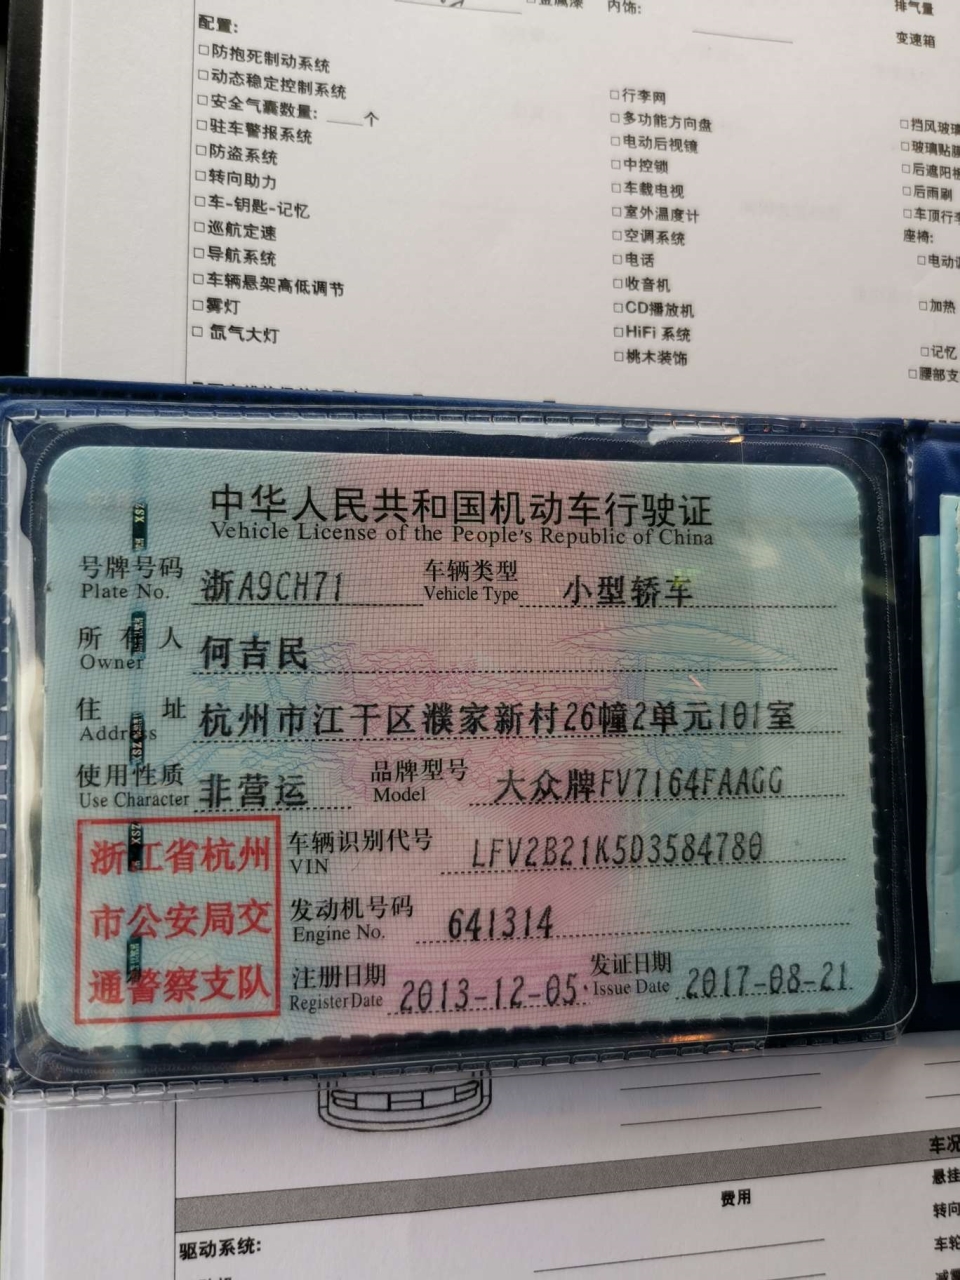 □金属漆 内饰: 排气量
变速箱
配置:
□防抱死制动系统
□动态稳定控制系统
□安全气囊数量: ___个
□驻车警报系统
□防盗系统
□转向助力
□车-钥匙-记忆
□巡航定速
□导航系统
□车辆悬架高低调节
□雾灯
□氙气大灯
□行李网
□多功能方向盘
□电动后视镜
□中控锁
□车载电视
□室外温度计
□空调系统
□电话
□收音机
□CD播放机
□HiFi 系统
□桃木装饰
□挡风玻璃
□玻璃贴膜
□后遮阳
□后雨刷
□车顶行李
座椅:
□电动
□加热
□记忆
□腰部支
中华人民共和国机动车行驶证
Vehicle License of the People's Republic of China
号牌号码 浙A9CH71 车辆类型 小型轿车
Plate No. Vehicle Type
所有人 何吉民
Owner
住址 杭州市江干区濮家新村26幢2单元101室
Address
使用性质 非营运 品牌型号 大众牌FV7164FAAGG
Use Character Model
浙江省杭州
市公安局交
通警察支队
车辆识别代号 LFV2B21K5D3584780
VIN
发动机号码 641314
Engine No.
注册日期 2013-12-05 发证日期 2017-08-21
Register Date Issue Date
车况
费用
悬挂
转向
车轮
驱动系统: